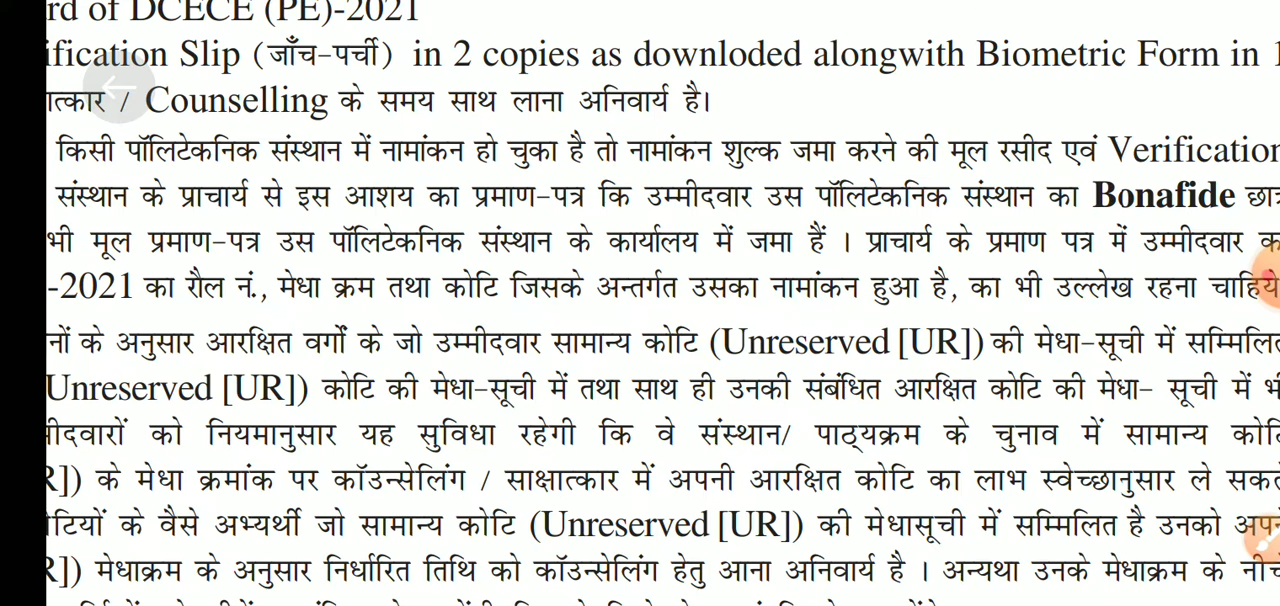 rd of DCECE (PE)-2021
ification Slip (जाँच-पर्ची) in 2 copies as downloded alongwith Biometric Form in 1
ात्कार / Counselling के समय साथ लाना अनिवार्य है।
किसी पॉलिटेकनिक संस्थान में नामांकन हो चुका है तो नामांकन शुल्क जमा करने की मूल रसीद एवं Verification
संस्थान के प्राचार्य से इस आशय का प्रमाण-पत्र कि उम्मीदवार उस पॉलिटेकनिक संस्थान का Bonafide छात्र
भी मूल प्रमाण-पत्र उस पॉलिटेकनिक संस्थान के कार्यालय में जमा हैं । प्राचार्य के प्रमाण पत्र में उम्मीदवार क
-2021 का रौल नं., मेधा क्रम तथा कोटि जिसके अन्तर्गत उसका नामांकन हुआ है, का भी उल्लेख रहना चाहिये
नों के अनुसार आरक्षित वर्गों के जो उम्मीदवार सामान्य कोटि (Unreserved [UR]) की मेधा-सूची में सम्मिलित
Unreserved [UR]) कोटि की मेधा-सूची में तथा साथ ही उनकी संबंधित आरक्षित कोटि की मेधा- सूची में भी
मीदवारों को नियमानुसार यह सुविधा रहेगी कि वे संस्थान/ पाठ्यक्रम के चुनाव में सामान्य कोटि
R]) के मेधा क्रमांक पर कॉउन्सेलिंग / साक्षात्कार में अपनी आरक्षित कोटि का लाभ स्वेच्छानुसार ले सकते
ोटियों के वैसे अभ्यर्थी जो सामान्य कोटि (Unreserved [UR]) की मेधासूची में सम्मिलित है उनको अपन
R]) मेधाक्रम के अनुसार निर्धारित तिथि को कॉउन्सेलिंग हेतु आना अनिवार्य है । अन्यथा उनके मेधाक्रम के नीच